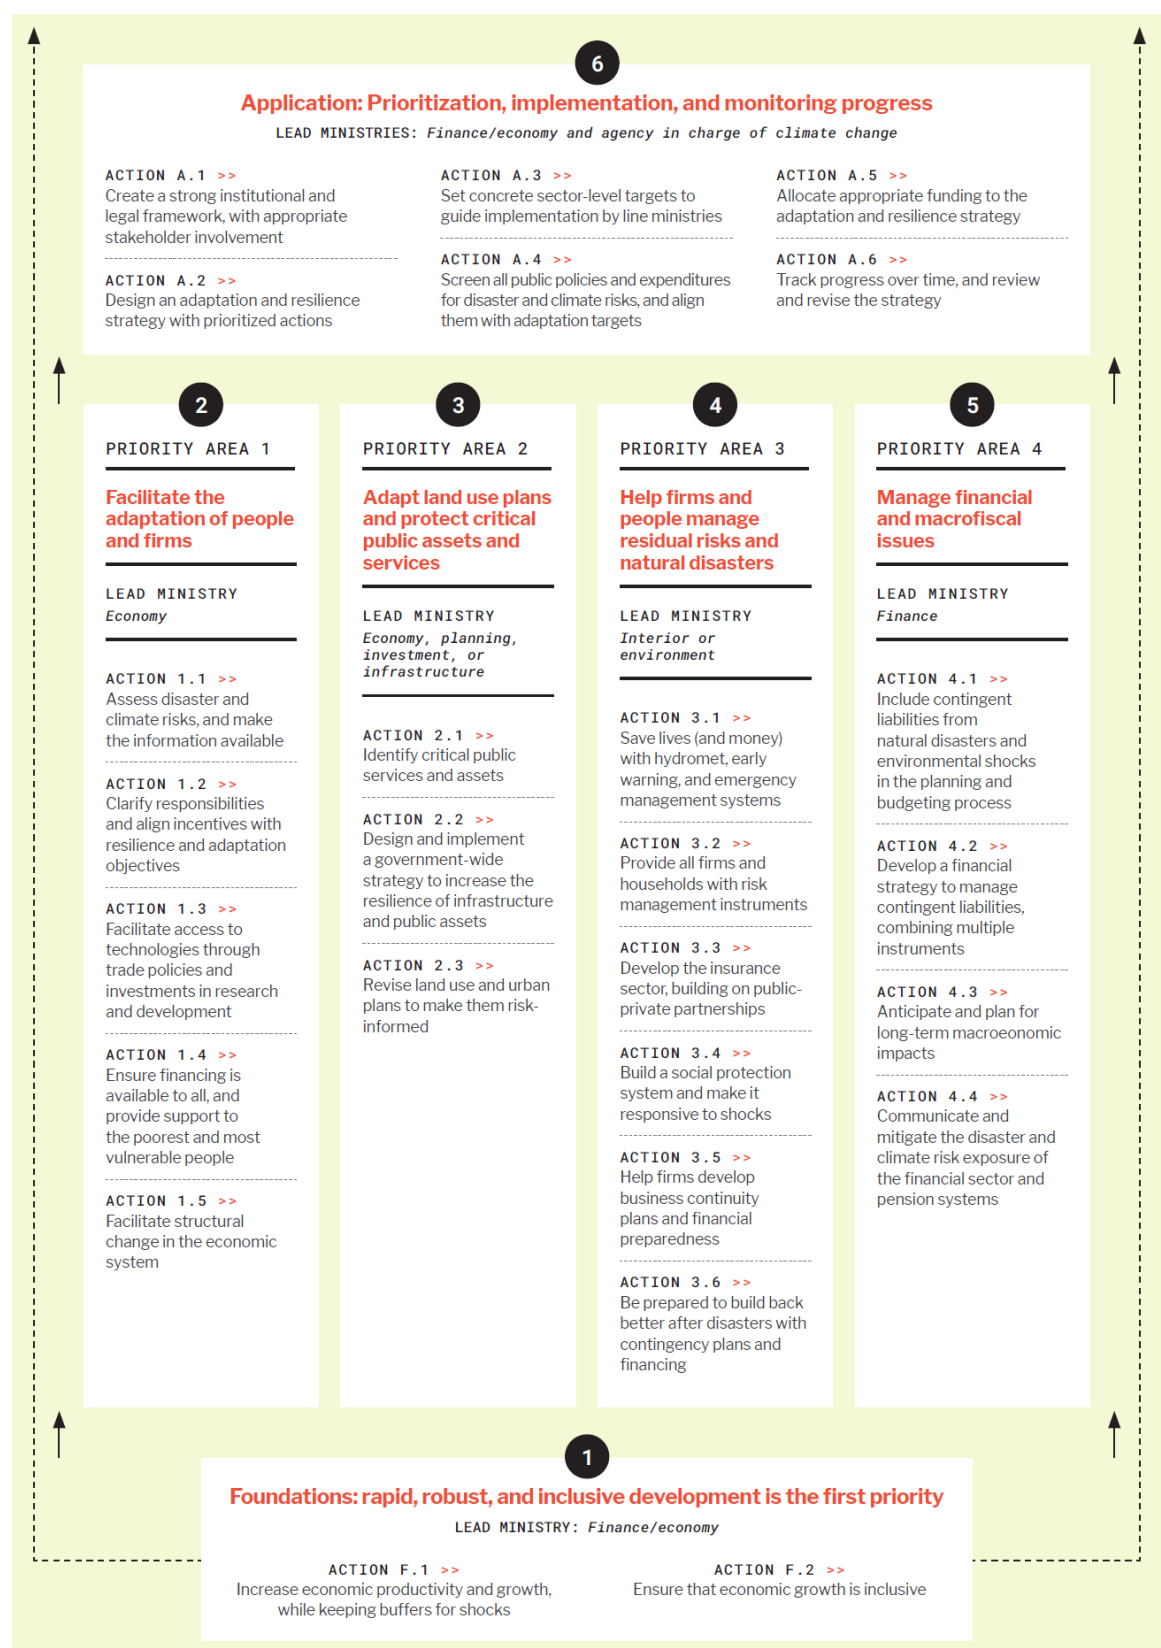 6
Application: Prioritization, implementation, and monitoring progress
LEAD MINISTRIES: Finance/economy and agency in charge of climate change
ACTION A.1 >>
Create a strong institutional and
legal framework, with appropriate
stakeholder involvement
ACTION A.2 >>
Design an adaptation and resilience
strategy with prioritized actions
ACTION A.3 >>
Set concrete sector-level targets to
guide implementation by line ministries
ACTION A.4 >>
Screen all public policies and expenditures
for disaster and climate risks, and align
them with adaptation targets
ACTION A.5 >>
Allocate appropriate funding to the
adaptation and resilience strategy
ACTION A.6 >>
Track progress over time, and review
and revise the strategy
2
PRIORITY AREA 1
Facilitate the
adaptation of people
and firms
LEAD MINISTRY
Economy
ACTION 1.1 >>
Assess disaster and
climate risks, and make
the information available
ACTION 1.2 >>
Clarify responsibilities
and align incentives with
resilience and adaptation
objectives
ACTION 1.3 >>
Facilitate access to
technologies through
trade policies and
investments in research
and development
ACTION 1.4 >>
Ensure financing is
available to all, and
provide support to
the poorest and most
vulnerable people
ACTION 1.5 >>
Facilitate structural
change in the economic
system
3
PRIORITY AREA 2
Adapt land use plans
and protect critical
public assets and
services
LEAD MINISTRY
Economy, planning,
investment, or
infrastructure
ACTION 2.1 >>
Identify critical public
services and assets
ACTION 2.2 >>
Design and implement
a government-wide
strategy to increase the
resilience of infrastructure
and public assets
ACTION 2.3 >>
Revise land use and urban
plans to make them risk-
informed
4
PRIORITY AREA 3
Help firms and
people manage
residual risks and
natural disasters
LEAD MINISTRY
Interior or
environment
ACTION 3.1 >>
Save lives (and money)
with hydromet, early
warning, and emergency
management systems
ACTION 3.2 >>
Provide all firms and
households with risk
management instruments
ACTION 3.3 >>
Develop the insurance
sector, building on public-
private partnerships
ACTION 3.4 >>
Build a social protection
system and make it
responsive to shocks
ACTION 3.5 >>
Help firms develop
business continuity
plans and financial
preparedness
ACTION 3.6 >>
Be prepared to build back
better after disasters with
contingency plans and
financing
5
PRIORITY AREA 4
Manage financial
and macrofiscal
issues
LEAD MINISTRY
Finance
ACTION 4.1 >>
Include contingent
liabilities from
natural disasters and
environmental shocks
in the planning and
budgeting process
ACTION 4.2 >>
Develop a financial
strategy to manage
contingent liabilities,
combining multiple
instruments
ACTION 4.3 >>
Anticipate and plan for
long-term macroeonomic
impacts
ACTION 4.4 >>
Communicate and
mitigate the disaster and
climate risk exposure of
the financial sector and
pension systems
1
Foundations: rapid, robust, and inclusive development is the first priority
LEAD MINISTRY: Finance/economy
ACTION F.1 >>
Increase economic productivity and growth,
while keeping buffers for shocks
ACTION F.2 >>
Ensure that economic growth is inclusive